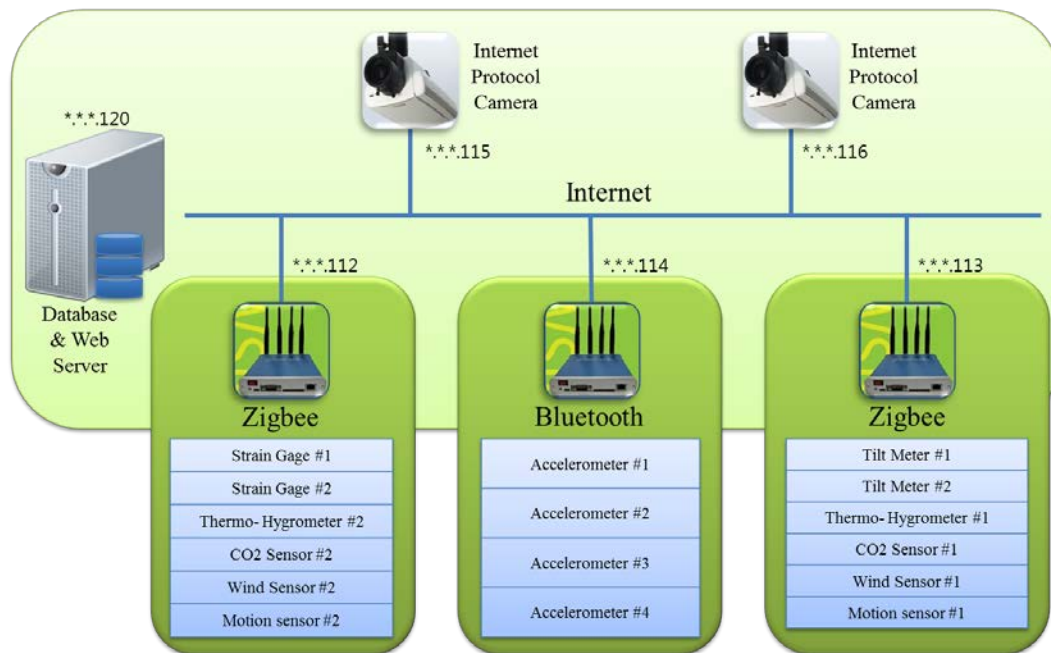 Internet
Protocol
Camera
Internet
Protocol
Camera
*.*.*.120
*.*.*.115
*.*.*.116
Internet
*.*.*.112
*.*.*.114
*.*.*.113
Database
& Web
Server
Zigbee
Strain Gage #1
Strain Gage #2
Thermo- Hygrometer #2
CO2 Sensor #2
Wind Sensor #2
Motion sensor #2
Bluetooth
Accelerometer #1
Accelerometer #2
Accelerometer #3
Accelerometer #4
Zigbee
Tilt Meter #1
Tilt Meter #2
Thermo- Hygrometer #1
CO2 Sensor #1
Wind Sensor #1
Motion sensor #1